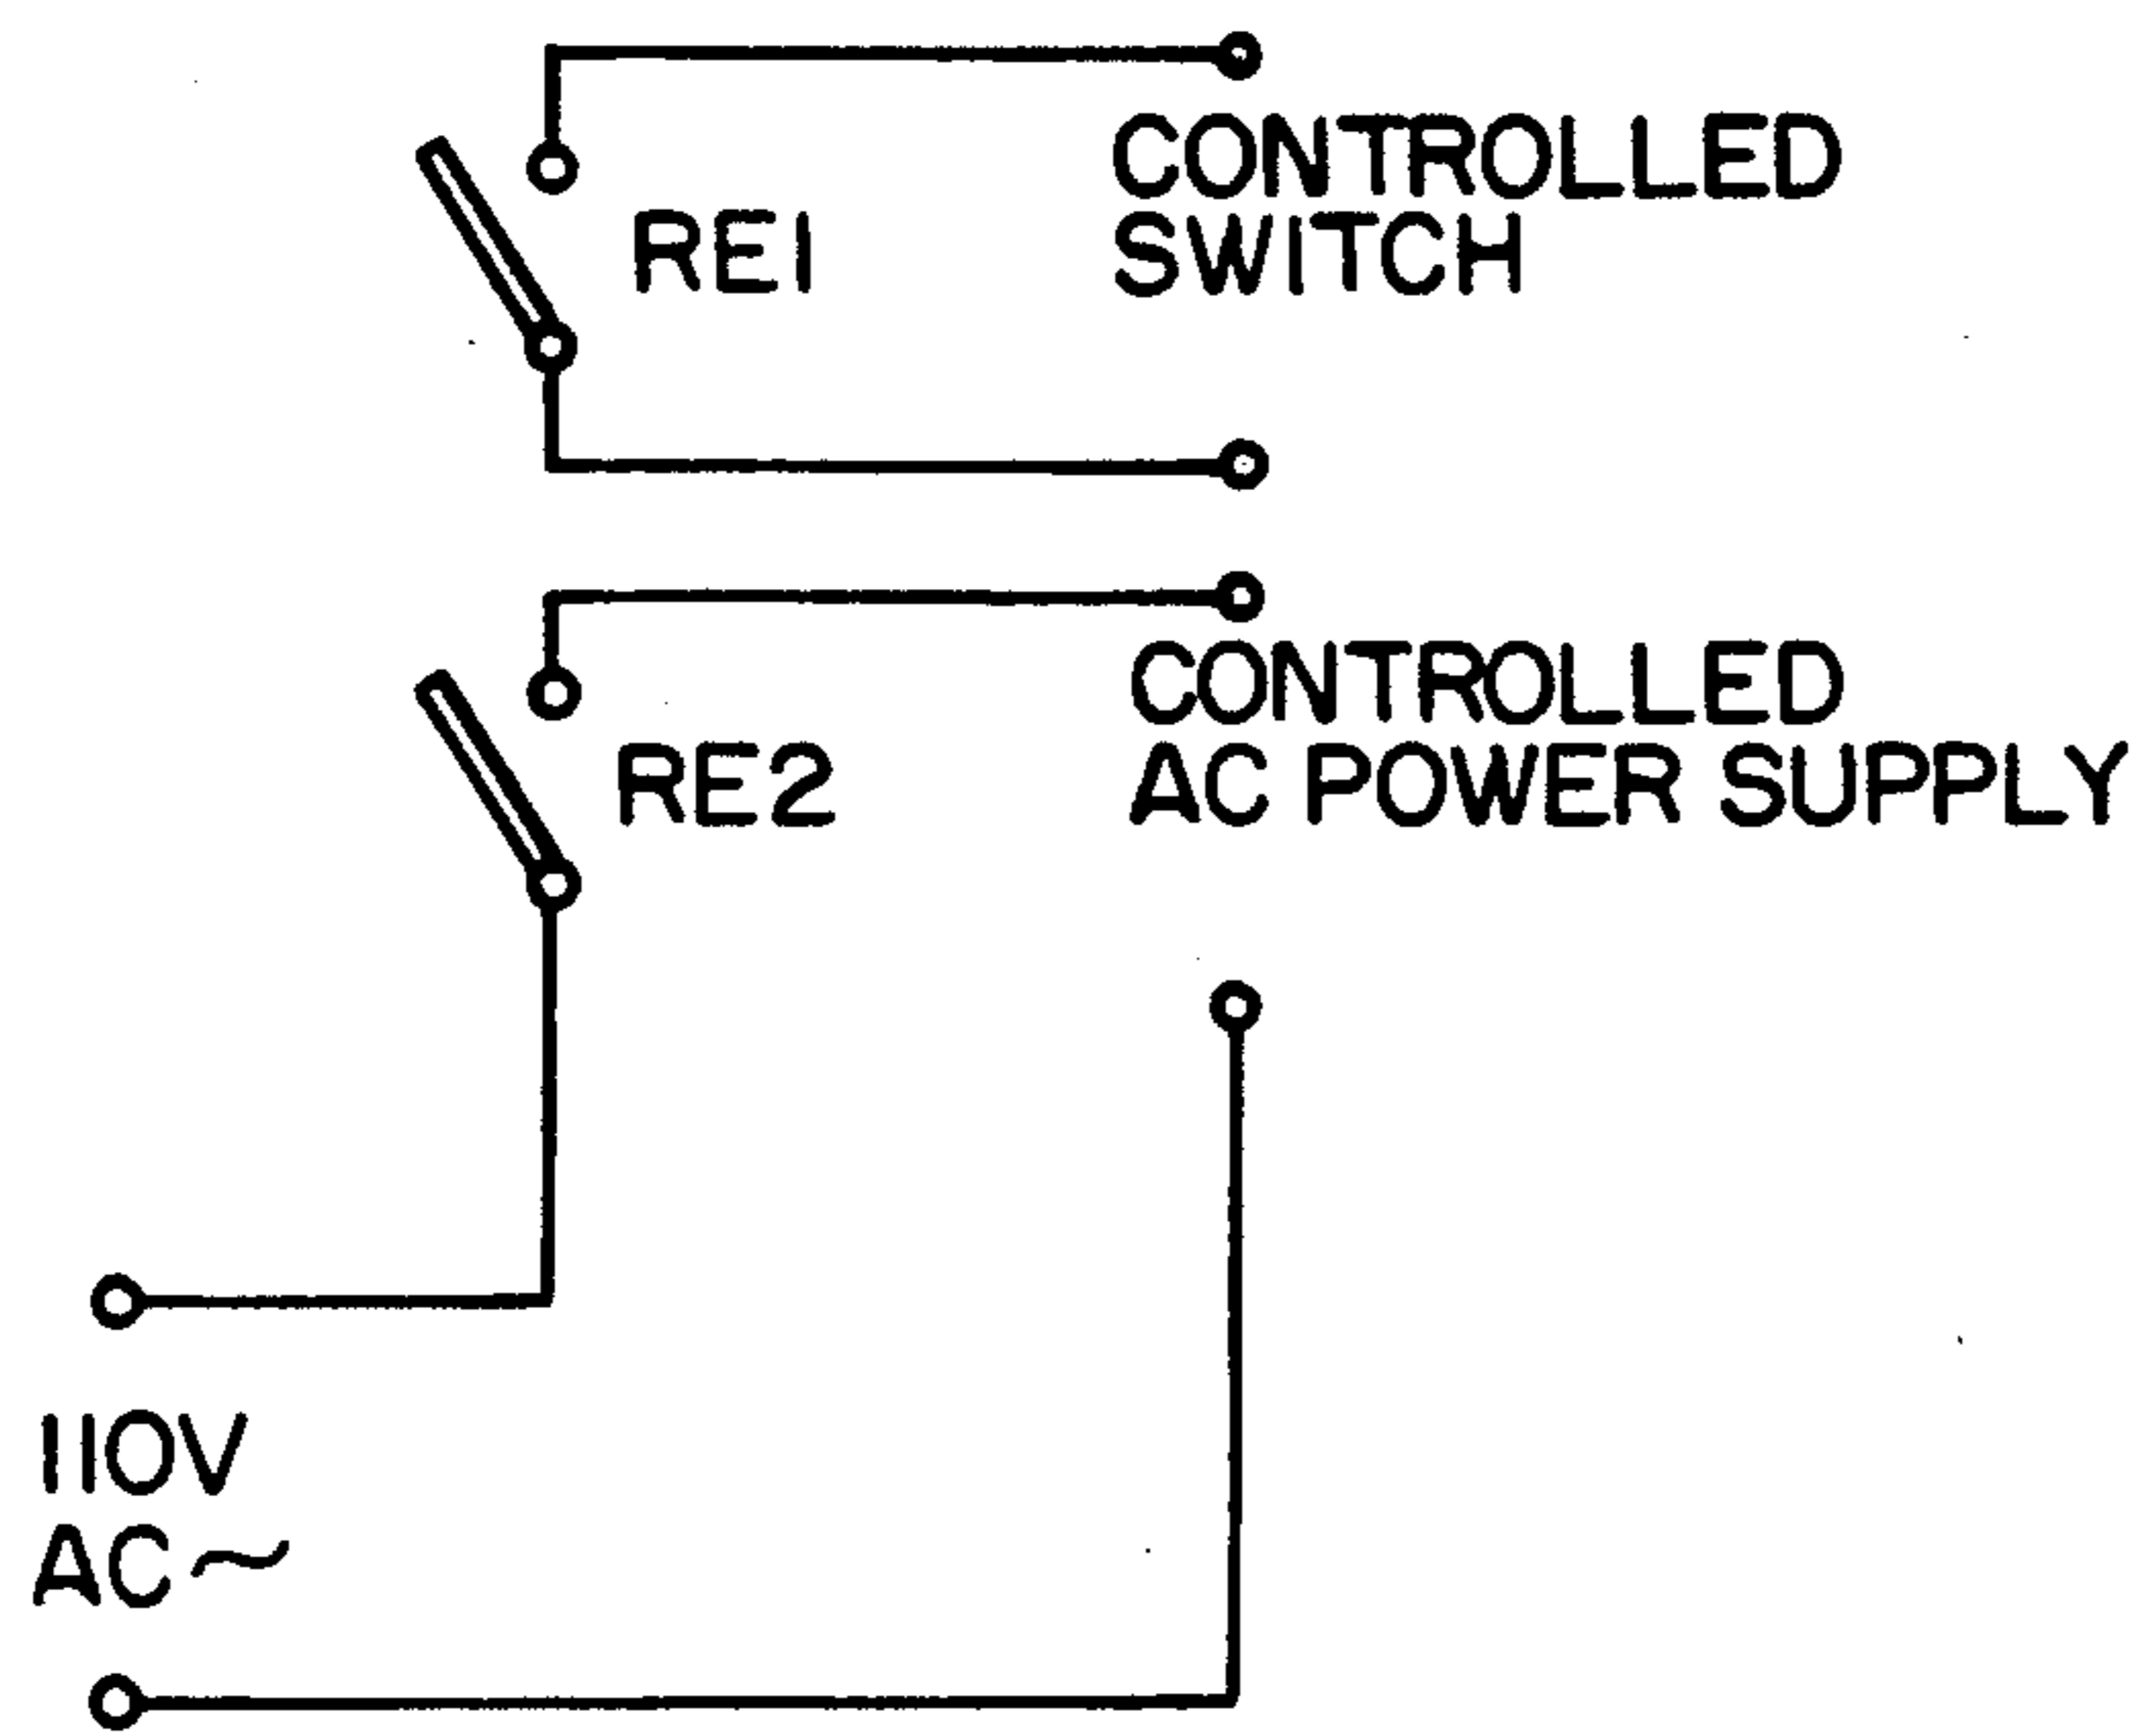 CONTROLLED
SWITCH
RE1
CONTROLLED
AC POWER SUPPLY
RE2
110V
AC~